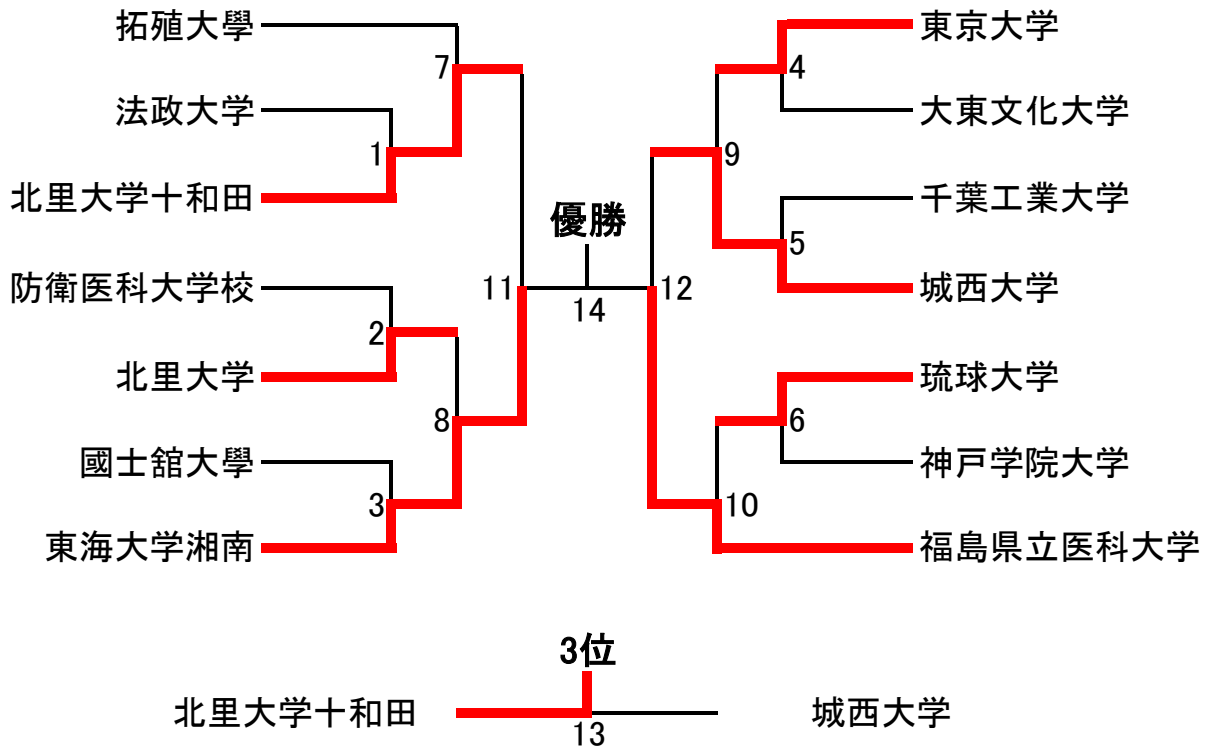 拓殖大學
東京大学
7
4
法政大学
大東文化大学
1
9
北里大学十和田
千葉工業大学
優勝
5
防衛医科大学校
城西大学
11
12
14
2
北里大学
琉球大学
8
6
國士舘大學
神戸学院大学
3
10
東海大学湘南
福島県立医科大学
3位
北里大学十和田
城西大学
13